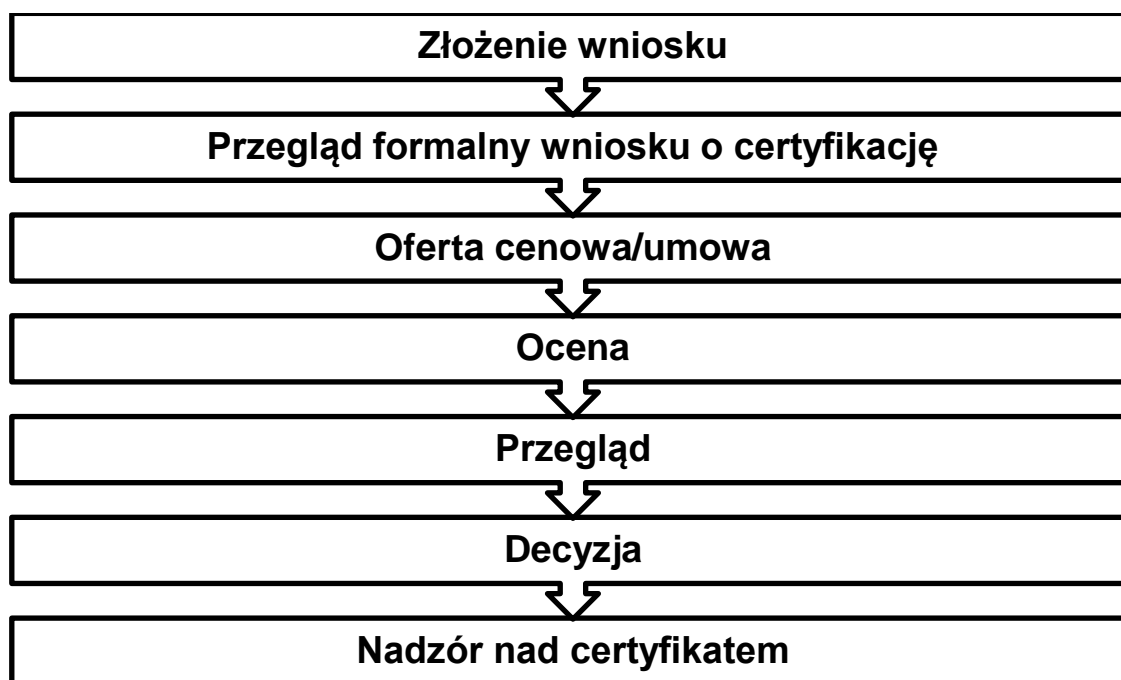 Złożenie wniosku
Przegląd formalny wniosku o certyfikację
Oferta cenowa/umowa
Ocena
Przegląd
Decyzja
Nadzór nad certyfikatem